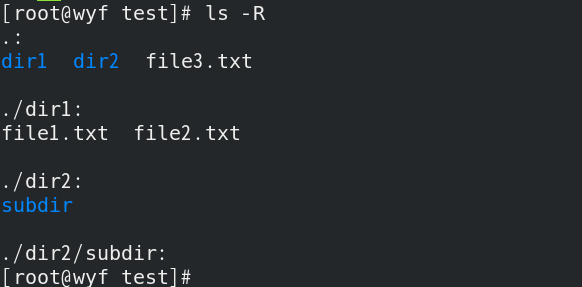 [root@wyf test]# ls -R
.:
dir1  dir2  file3.txt
./dir1:
file1.txt  file2.txt
./dir2:
subdir
./dir2/subdir:
[root@wyf test]#